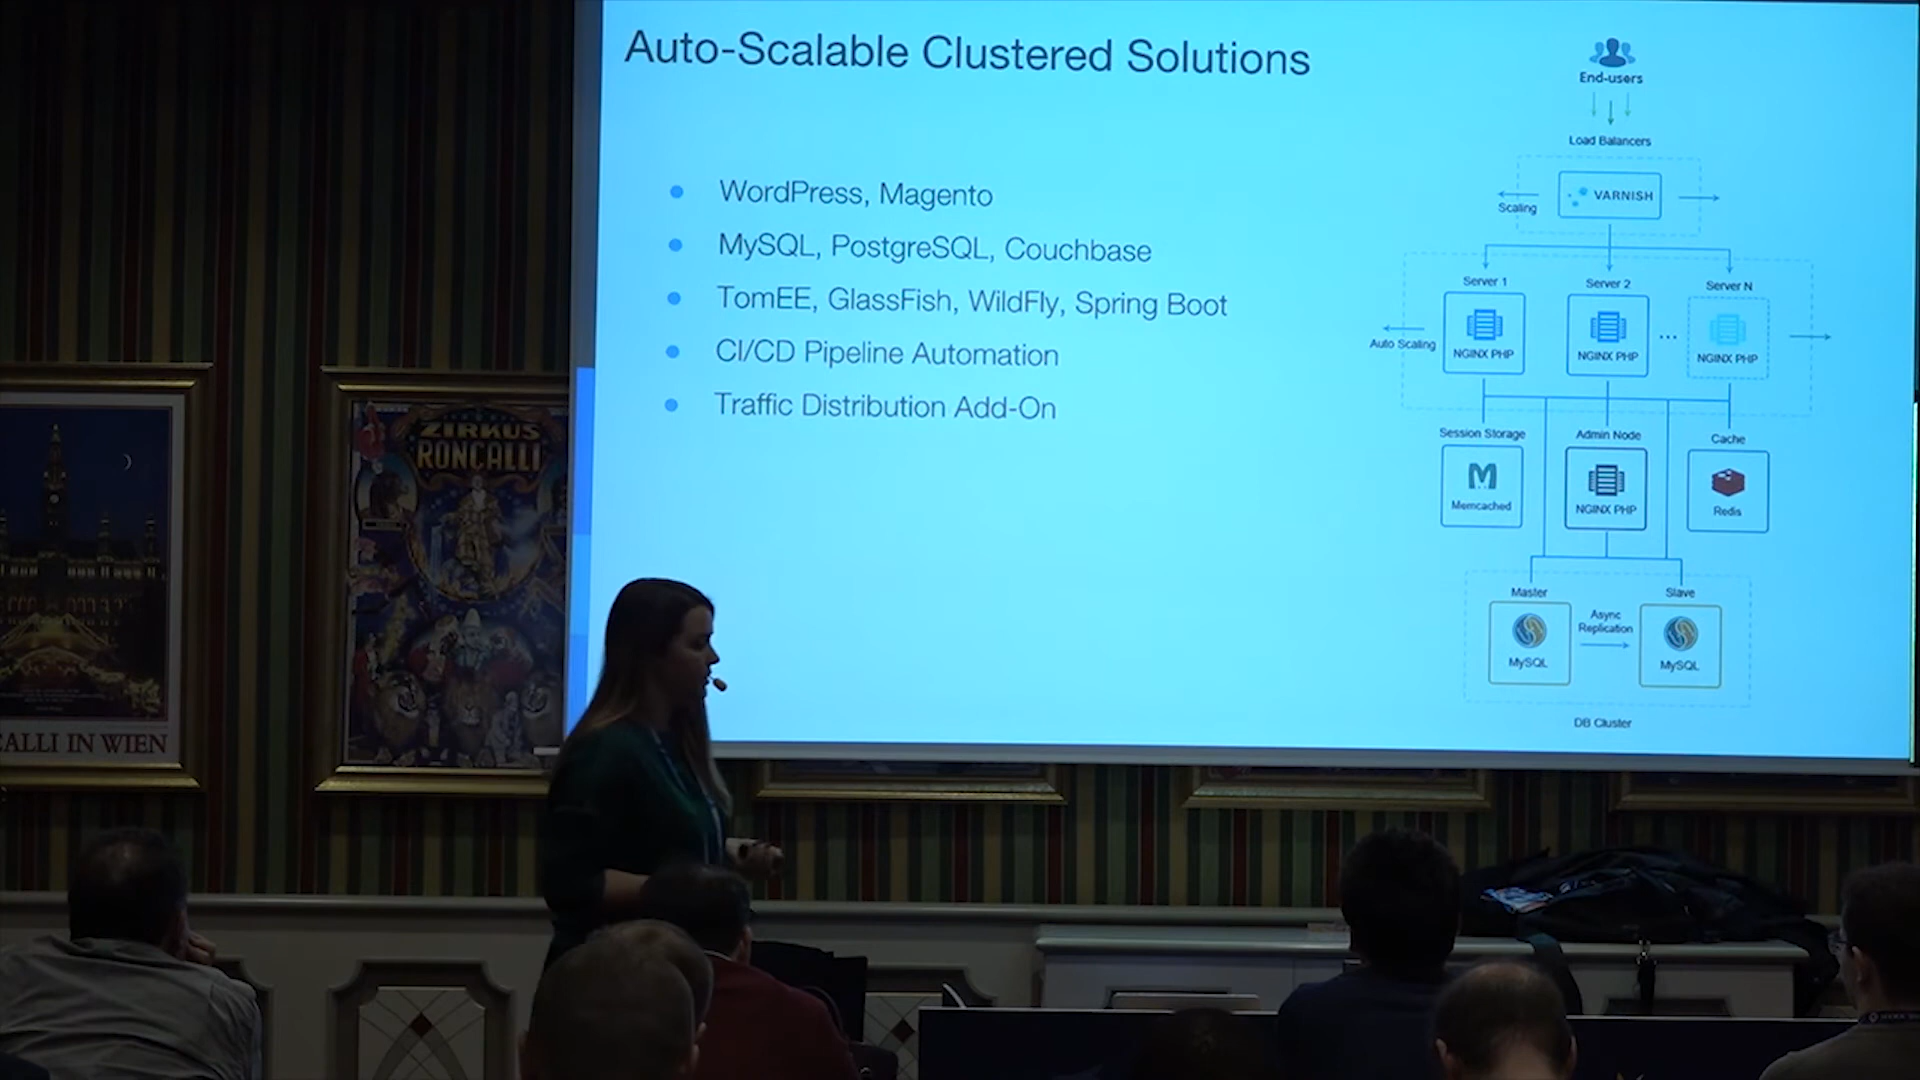 Auto-Scalable Clustered Solutions
WordPress, Magento
MySQL, PostgreSQL, Couchbase
TomEE, GlassFish, WildFly, Spring Boot
CI/CD Pipeline Automation
Traffic Distribution Add-On
End-users
Load Balancers
VARNISH
Scaling
Server 1
Server 2
Server N
Auto Scaling
NGINX PHP
NGINX PHP
...
NGINX PHP
Session Storage
Admin Node
Cache
Memcached
NGINX PHP
Redis
Master
Slave
Async
Replication
MySQL
MySQL
DB Cluster
ZIRKUS
RONCALLI
CALLI IN WIEN